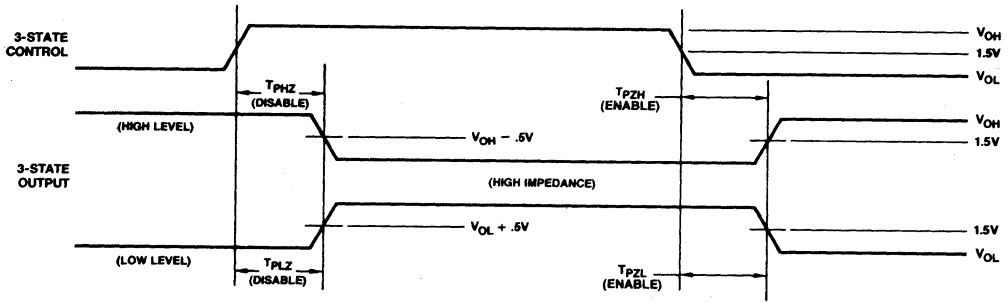 3-STATE
CONTROL
VOH
1.5V
VOL
TPHZ
(DISABLE)
TPZH
(ENABLE)
(HIGH LEVEL)
VOH − .5V
VOH
1.5V
3-STATE
OUTPUT
(HIGH IMPEDANCE)
VOL + .5V
1.5V
(LOW LEVEL)
VOL
TPLZ
(DISABLE)
TPZL
(ENABLE)